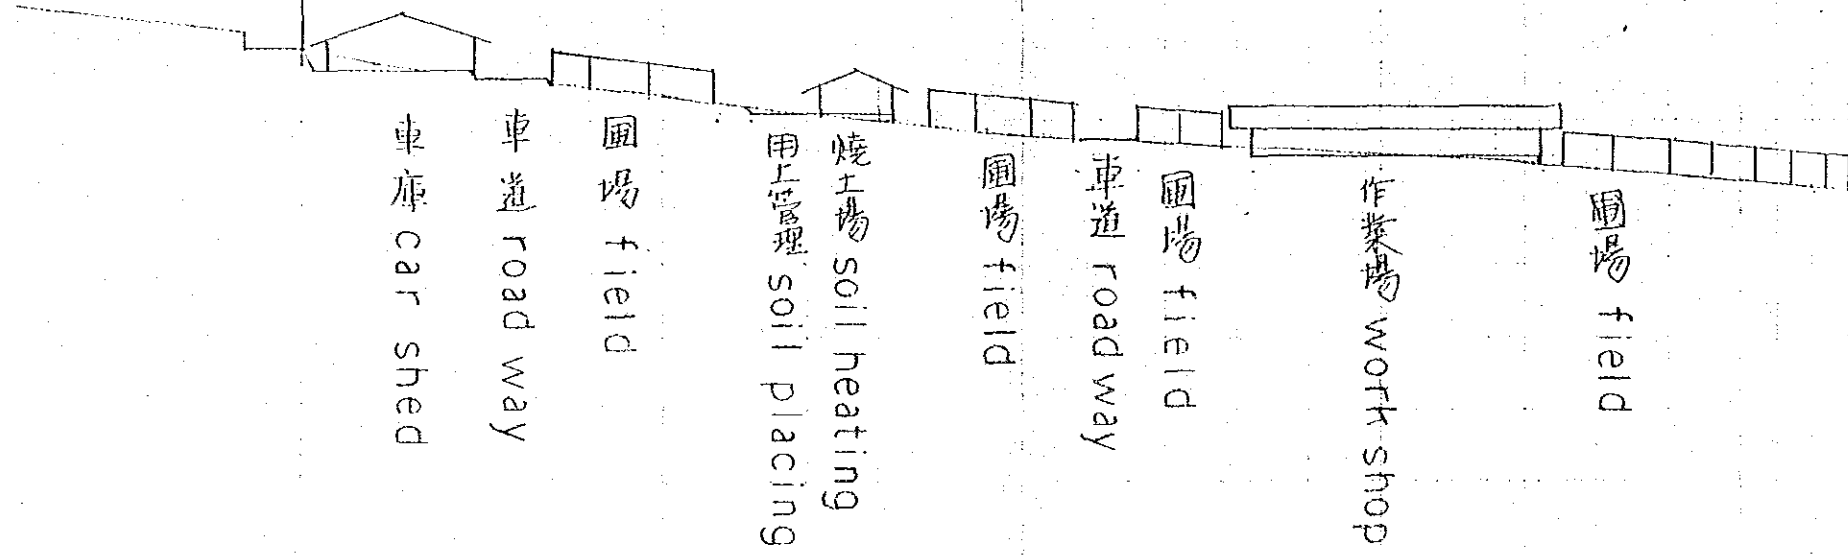 車庫 car shed
車道 road way
圃場 field
用土管理 soil placing
焼土場 soil heating
圃場 field
車道 road way
圃場 field
作業場 work shop
圃場 field